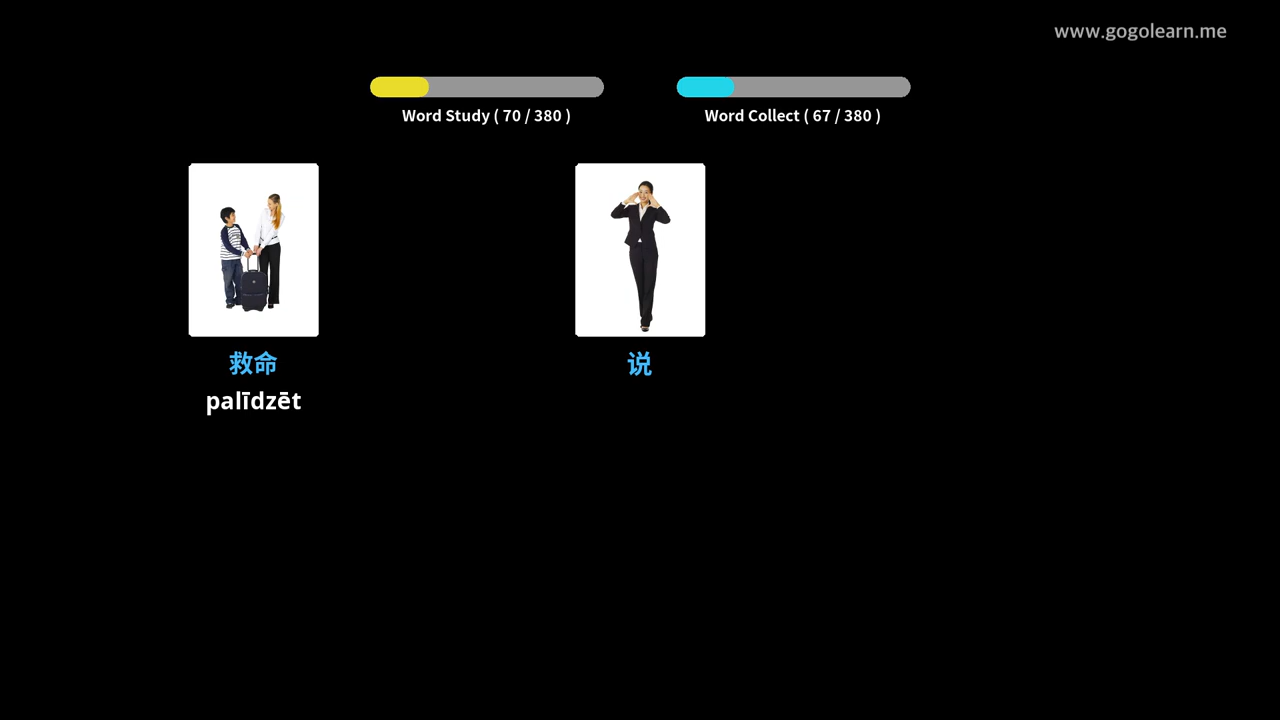 www.gogolearn.me
Word Study ( 70 / 380 )
Word Collect ( 67 / 380 )
救命
palīdzēt
说